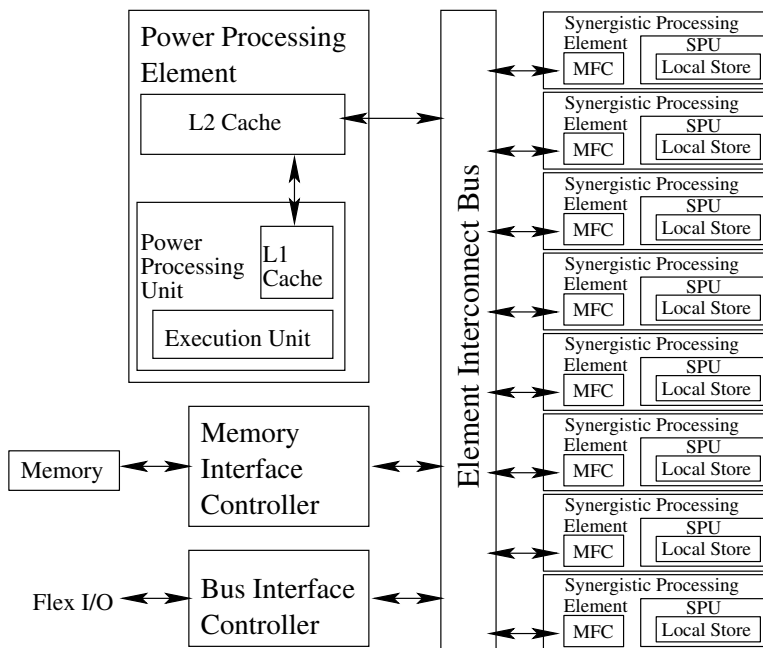 Power Processing
Element
L2 Cache
Power
Processing
Unit
L1
Cache
Execution Unit
Memory
Interface
Controller
Memory
Bus Interface
Controller
Flex I/O
Element Interconnect Bus
Synergistic Processing
Element
SPU
MFC
Local Store
Synergistic Processing
Element
SPU
MFC
Local Store
Synergistic Processing
Element
SPU
MFC
Local Store
Synergistic Processing
Element
SPU
MFC
Local Store
Synergistic Processing
Element
SPU
MFC
Local Store
Synergistic Processing
Element
SPU
MFC
Local Store
Synergistic Processing
Element
SPU
MFC
Local Store
Synergistic Processing
Element
SPU
MFC
Local Store